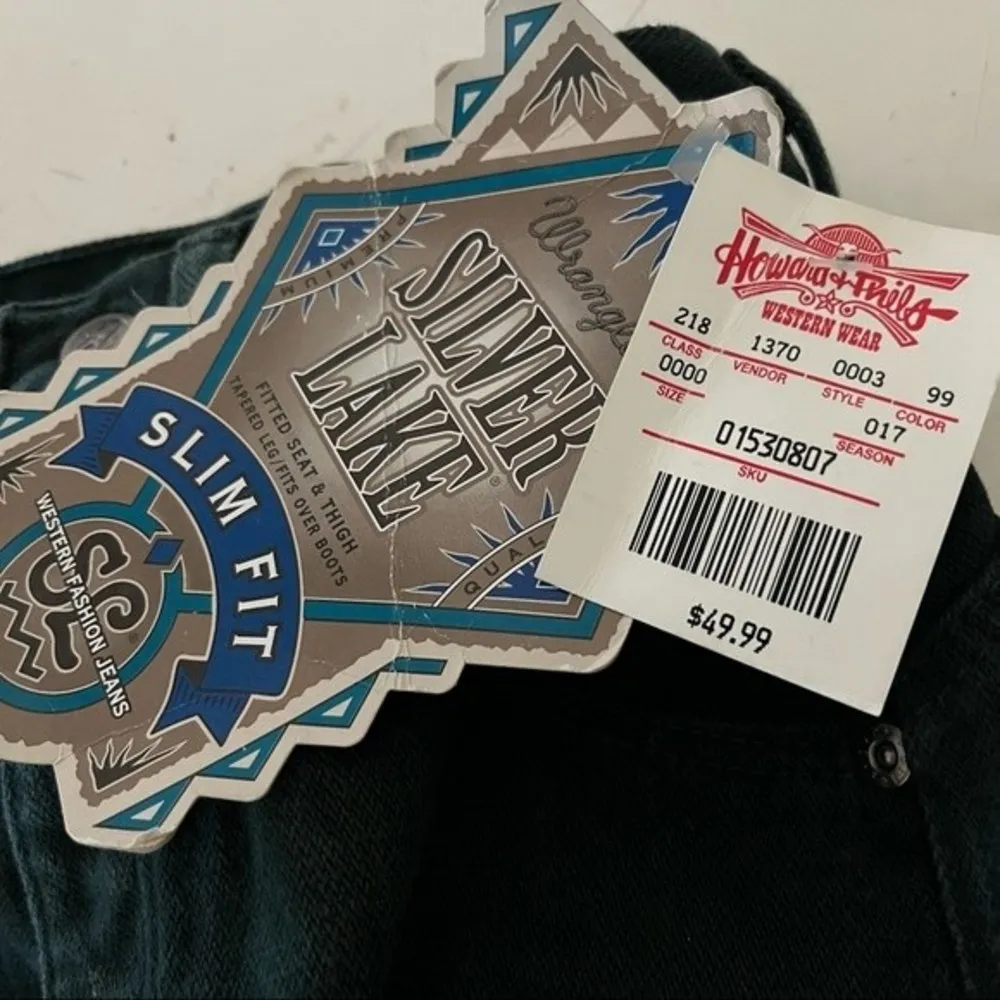 PREMIUM
Wrangl
SILVER
LAKE
®
FITTED SEAT & THIGH
TAPERED LEG/FITS OVER BOOTS
QUAL
SLIM FIT
SL
®
WESTERN FASHION JEANS
Howard & Phil's
WESTERN WEAR
218 1370 0003 99
CLASS VENDOR STYLE COLOR
0000 017
SIZE SEASON
01530807
SKU
$49.99